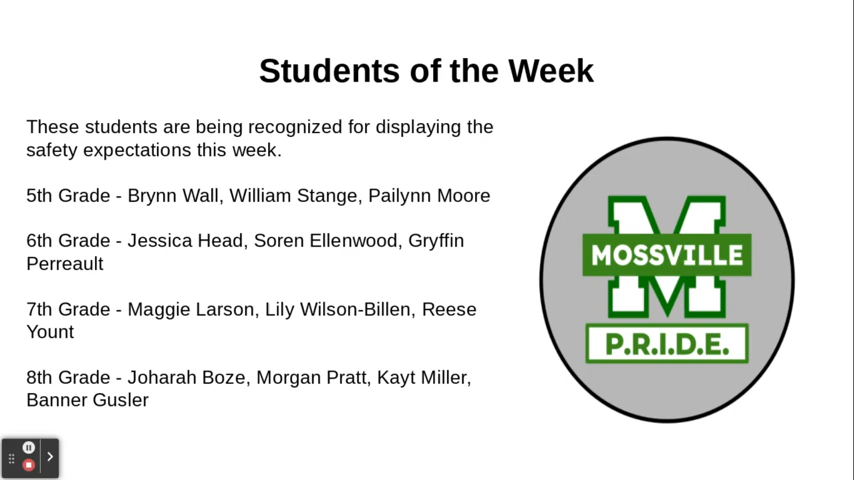 Students of the Week
These students are being recognized for displaying the
safety expectations this week.
5th Grade - Brynn Wall, William Stange, Pailynn Moore
6th Grade - Jessica Head, Soren Ellenwood, Gryffin
Perreault
7th Grade - Maggie Larson, Lily Wilson-Billen, Reese
Yount
8th Grade - Joharah Boze, Morgan Pratt, Kayt Miller,
Banner Gusler
M
MOSSVILLE
P.R.I.D.E.